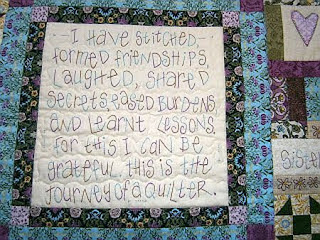 I have stitched
formed friendships,
laughed, shared
secrets, eased burdens
and learnt lessons.
for this I can be
grateful. this is the
journey of a quilter.
Sister